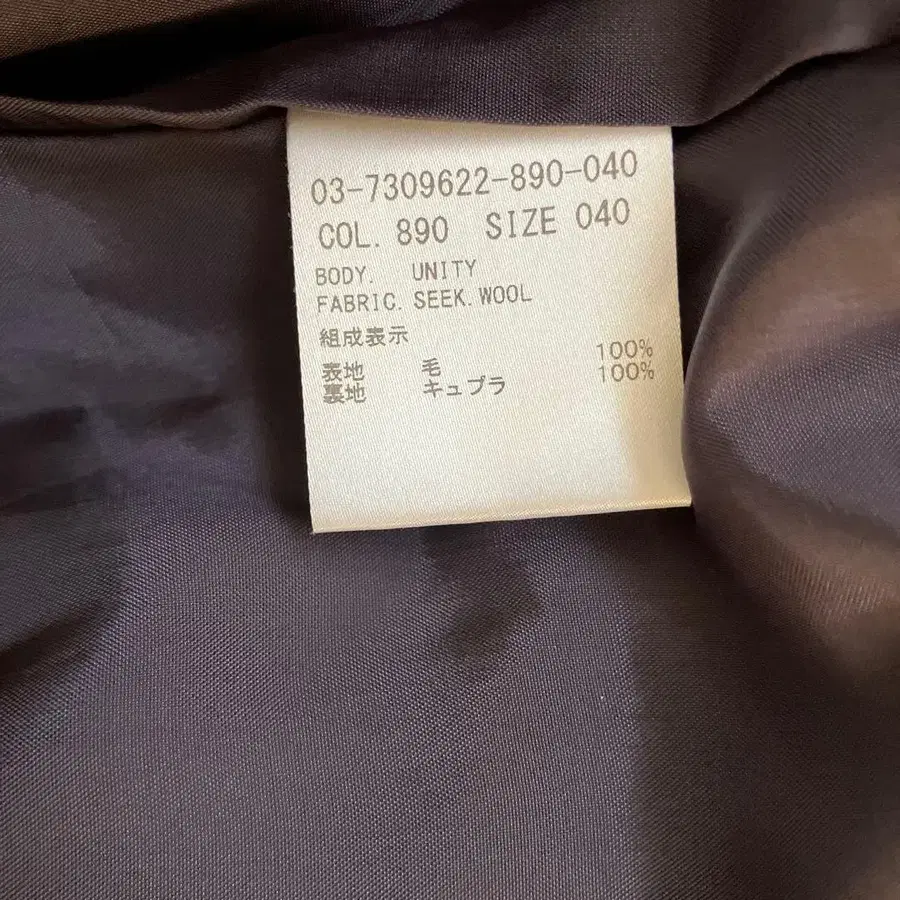 03-7309622-890-040
COL. 890 SIZE 040
BODY. UNITY
FABRIC. SEEK. WOOL
組成表示
表地 毛 100%
裏地 キュプラ 100%